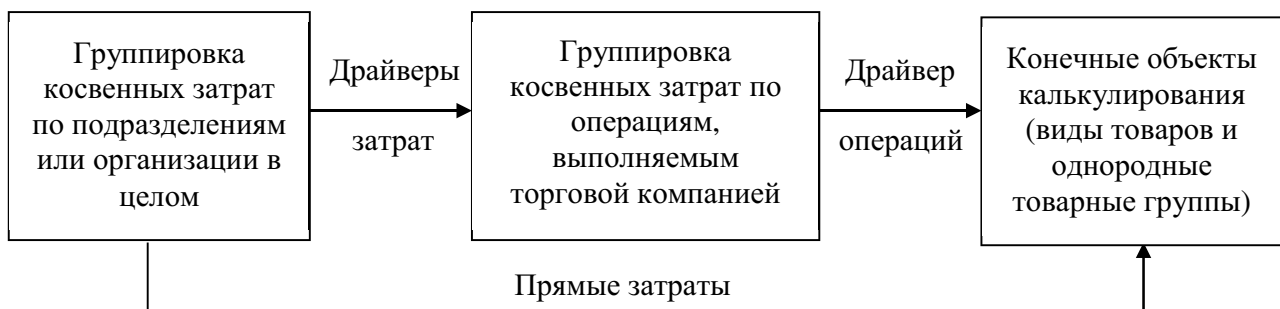 Группировка
косвенных затрат
по подразделениям
или организации в
целом
Драйверы
затрат
Группировка
косвенных затрат по
операциям,
выполняемым
торговой компанией
Драйвер
операций
Конечные объекты
калькулирования
(виды товаров и
однородные
товарные группы)
Прямые затраты